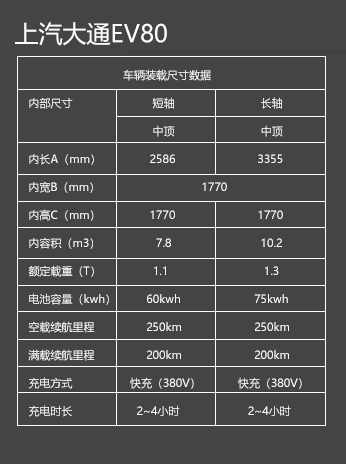 上汽大通EV80
车辆装载尺寸数据
内部尺寸 短轴 长轴
中顶 中顶
内长A（mm） 2586 3355
内宽B（mm） 1770
内高C（mm） 1770 1770
内容积（m3） 7.8 10.2
额定载重（T） 1.1 1.3
电池容量（kwh） 60kwh 75kwh
空载续航里程 250km 250km
满载续航里程 200km 200km
充电方式 快充（380V） 快充（380V）
充电时长 2~4小时 2~4小时